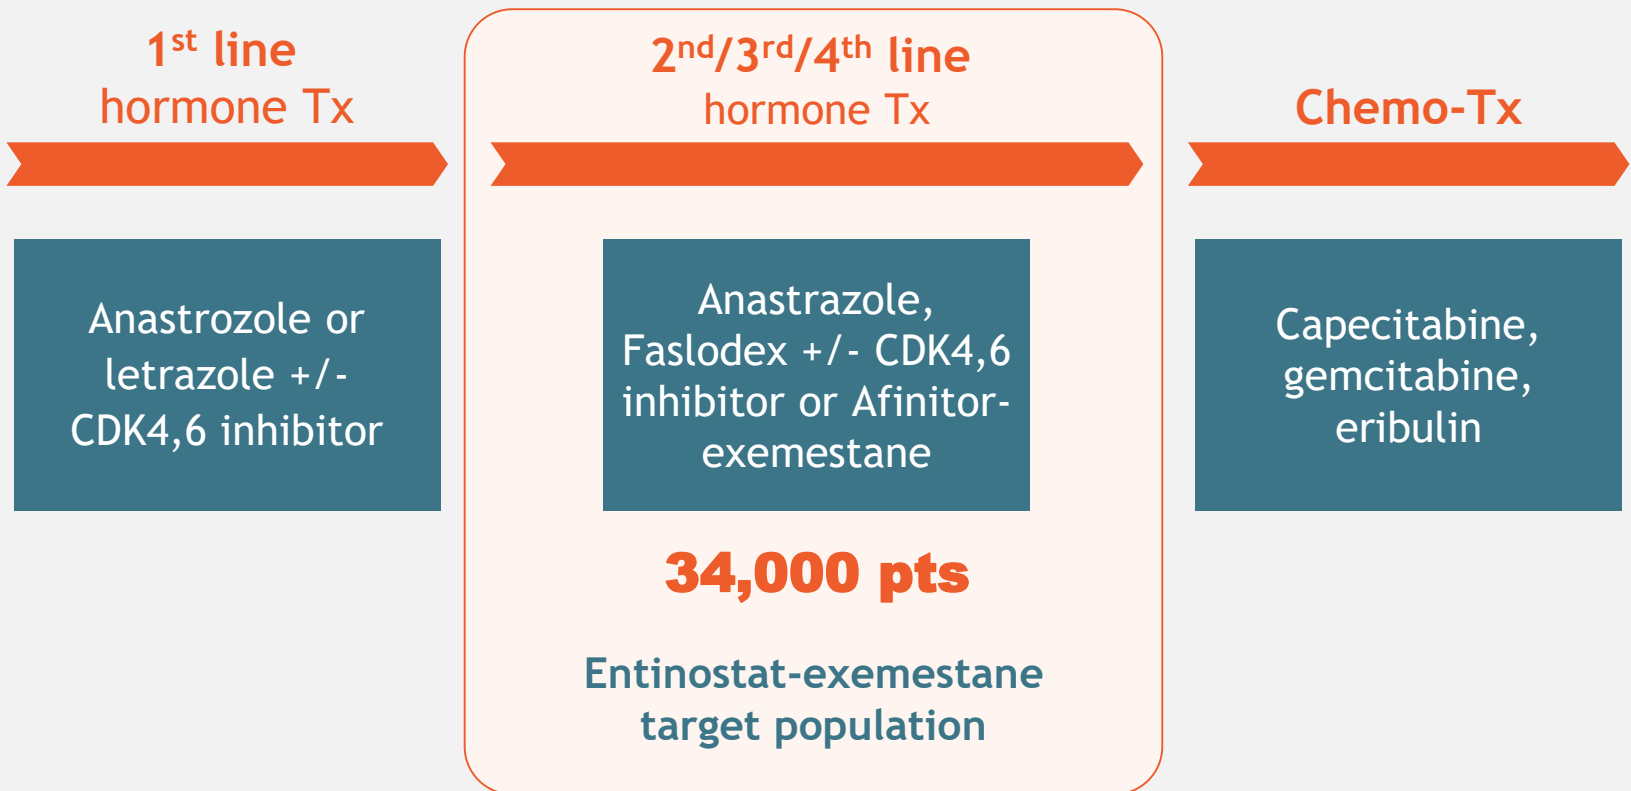 1st line
hormone Tx
2nd/3rd/4th line
hormone Tx
Chemo-Tx
Anastrozole or
letrazole +/-
CDK4,6 inhibitor
Anastrazole,
Faslodex +/- CDK4,6
inhibitor or Afinitor-
exemestane
Capecitabine,
gemcitabine,
eribulin
34,000 pts
Entinostat-exemestane
target population